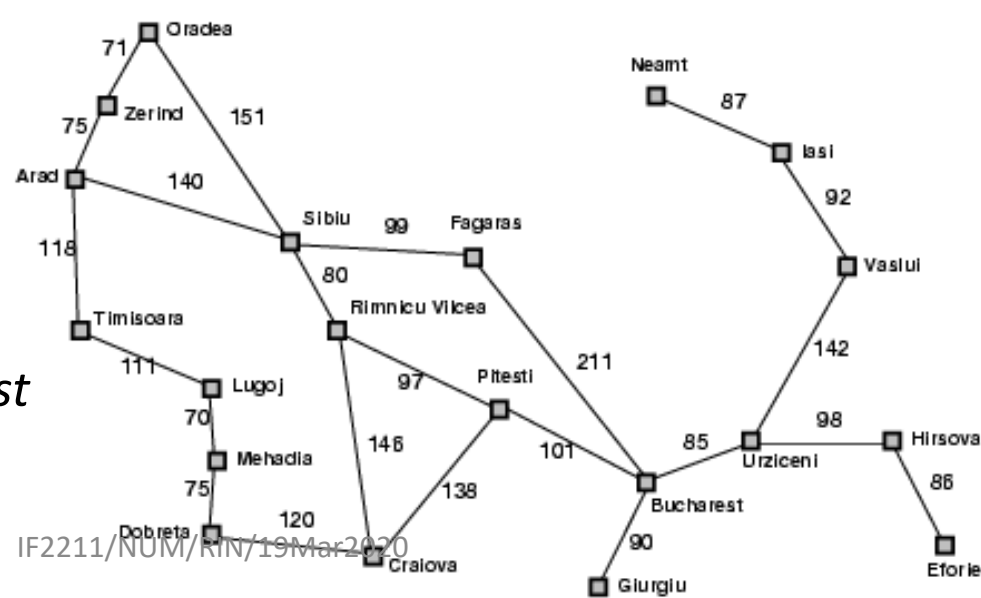 Oradea
71
Neamt
Zerind
87
151
75
Iasi
Arad
140
92
Sibiu
99
Fagaras
118
Vaslui
80
Timisoara
Rimnicu Vilcea
142
111
211
st
Lugoj
97
Pitesti
70
98
Hirsova
146
101
85
Mehadia
Urziceni
75
138
86
Bucharest
120
Dobreta
90
IF2211/NUM/RIN/19Mar2020
Craiova
Eforie
Giurgiu